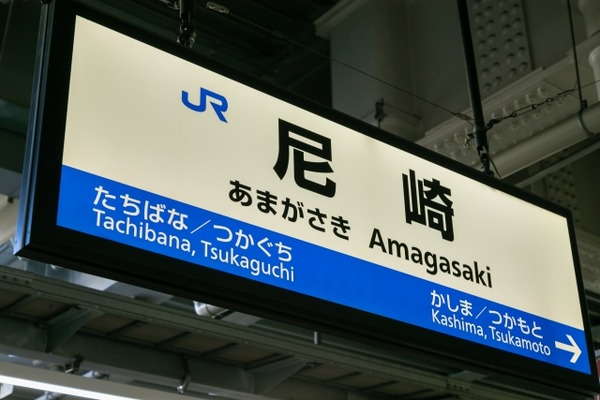 JR
尼崎
あまがさき Amagasaki
たちばな／つかぐち
Tachibana, Tsukaguchi
かしま／つかもと
Kashima, Tsukamoto →